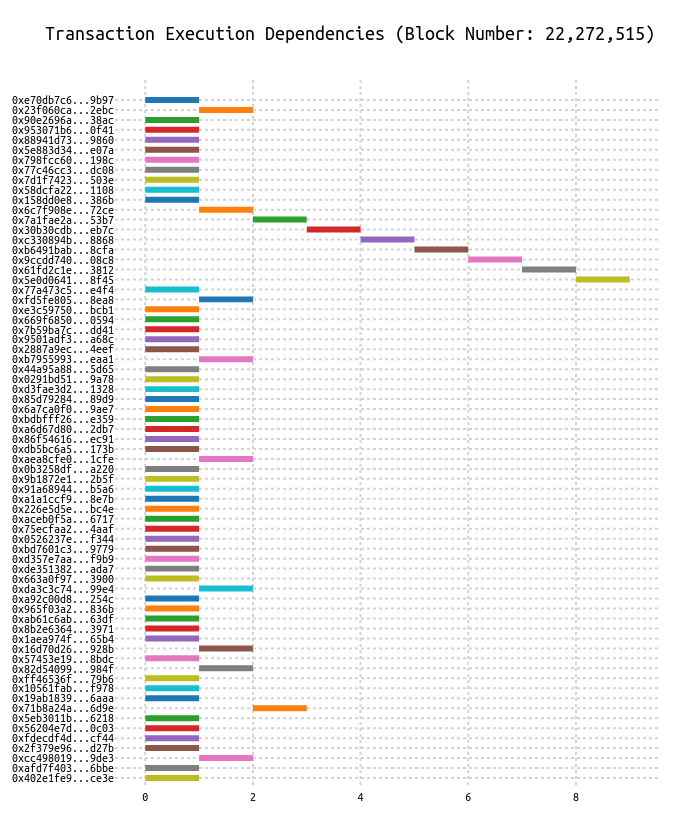 Transaction Execution Dependencies (Block Number: 22,272,515)
0xe70db7c6...9b97
0x23f060ca...2ebc
0x90e2696a...38ac
0x953071b6...0f41
0x88941d73...9860
0x5e883d34...e07a
0x798fcc60...198c
0x77c46cc3...dc08
0x7d1f7423...503e
0x58dcfa22...1108
0x158dd0e8...386b
0x6c7f908e...72ce
0x7a1fae2a...53b7
0x30b30cdb...eb7c
0xc330894b...8868
0xb6491bab...8cfa
0x9ccdd740...08c8
0x61fd2c1e...3812
0x5e0d0641...8f45
0x77a473c5...e4f4
0xfd5fe805...8ea8
0xe3c59750...bcb1
0x669f6850...0594
0x7b59ba7c...dd41
0x9501adf3...a68c
0x2887a9ec...4eef
0xb7955993...eaa1
0x44a95a88...5d65
0x0291bd51...9a78
0xd3fae3d2...1328
0x85d79284...89d9
0x6a7ca0f0...9ae7
0xbdbfff26...e359
0xa6d67d80...2db7
0x86f54616...ec91
0xdb5bc6a5...173b
0xaea8cfe0...1cfe
0x0b3258df...a220
0x9b1872e1...2b5f
0x91a68944...b5a6
0xa1a1ccf9...8e7b
0x226e5d5e...bc4e
0xaceb0f5a...6717
0x75ecfaa2...4aaf
0x0526237e...f344
0xbd7601c3...9779
0xd357e7aa...f9b9
0xde351382...ada7
0x663a0f97...3900
0xda3c3c74...99e4
0xa92c00d8...254c
0x965f03a2...836b
0xab61c6ab...63df
0x8b2e6364...3971
0x1aea974f...65b4
0x16d70d26...928b
0x57453e19...8bdc
0x82d54099...984f
0xff46536f...79b6
0x10561fab...f978
0x19ab1839...6aaa
0x71b8a24a...6d9e
0x5eb3011b...6218
0x56204e7d...0c03
0xfdecdf4d...cf44
0x2f379e96...d27b
0xcc498019...9de3
0xafd7f403...6bbe
0x402e1fe9...ce3e
0 2 4 6 8